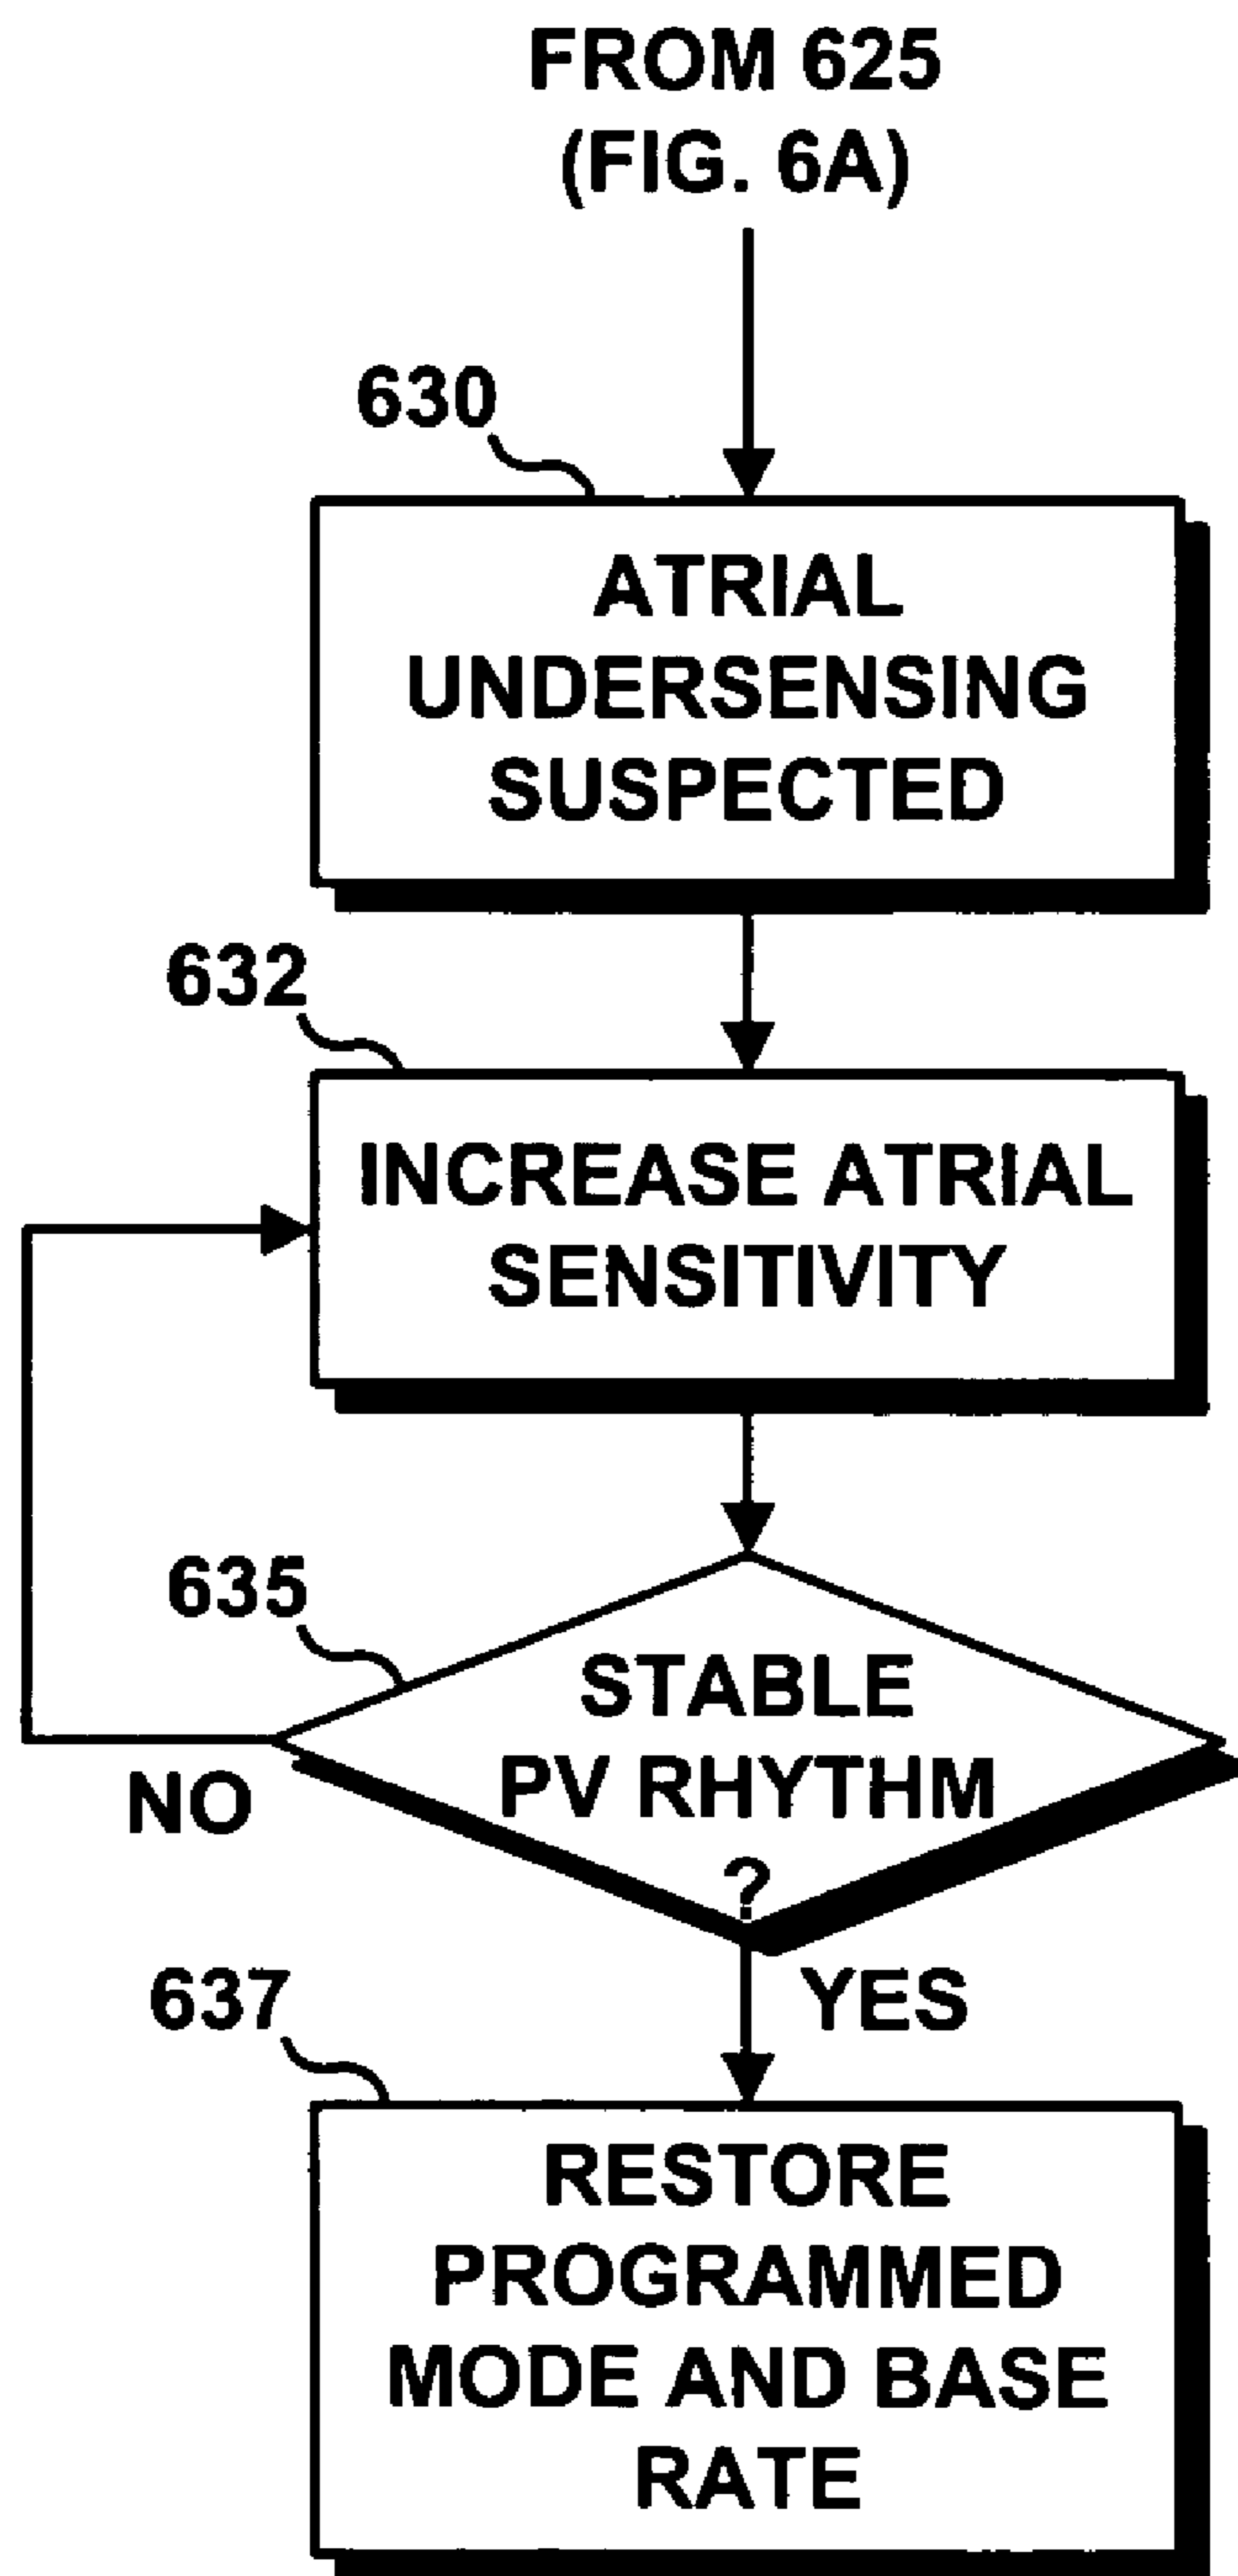 FROM 625
(FIG. 6A)
630
ATRIAL
UNDERSENSING
SUSPECTED
632
INCREASE ATRIAL
SENSITIVITY
635
STABLE
PV RHYTHM
?
NO
YES
637
RESTORE
PROGRAMMED
MODE AND BASE
RATE